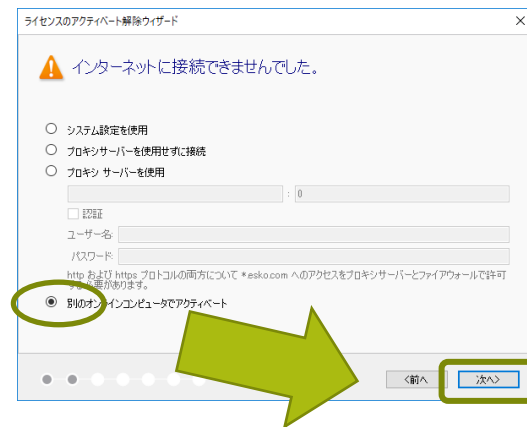 ライセンスのアクティベート解除ウィザード
インターネットに接続できませんでした。
システム設定を使用
プロキシサーバーを使用せずに接続
プロキシ サーバーを使用
: 0
認証
ユーザー名:
パスワード:
http および https プロトコルの両方について *esko.com へのアクセスをプロキシサーバーとファイアウォールで許可
する必要があります。
別のオンラインコンピュータでアクティベート
<前へ 次へ>